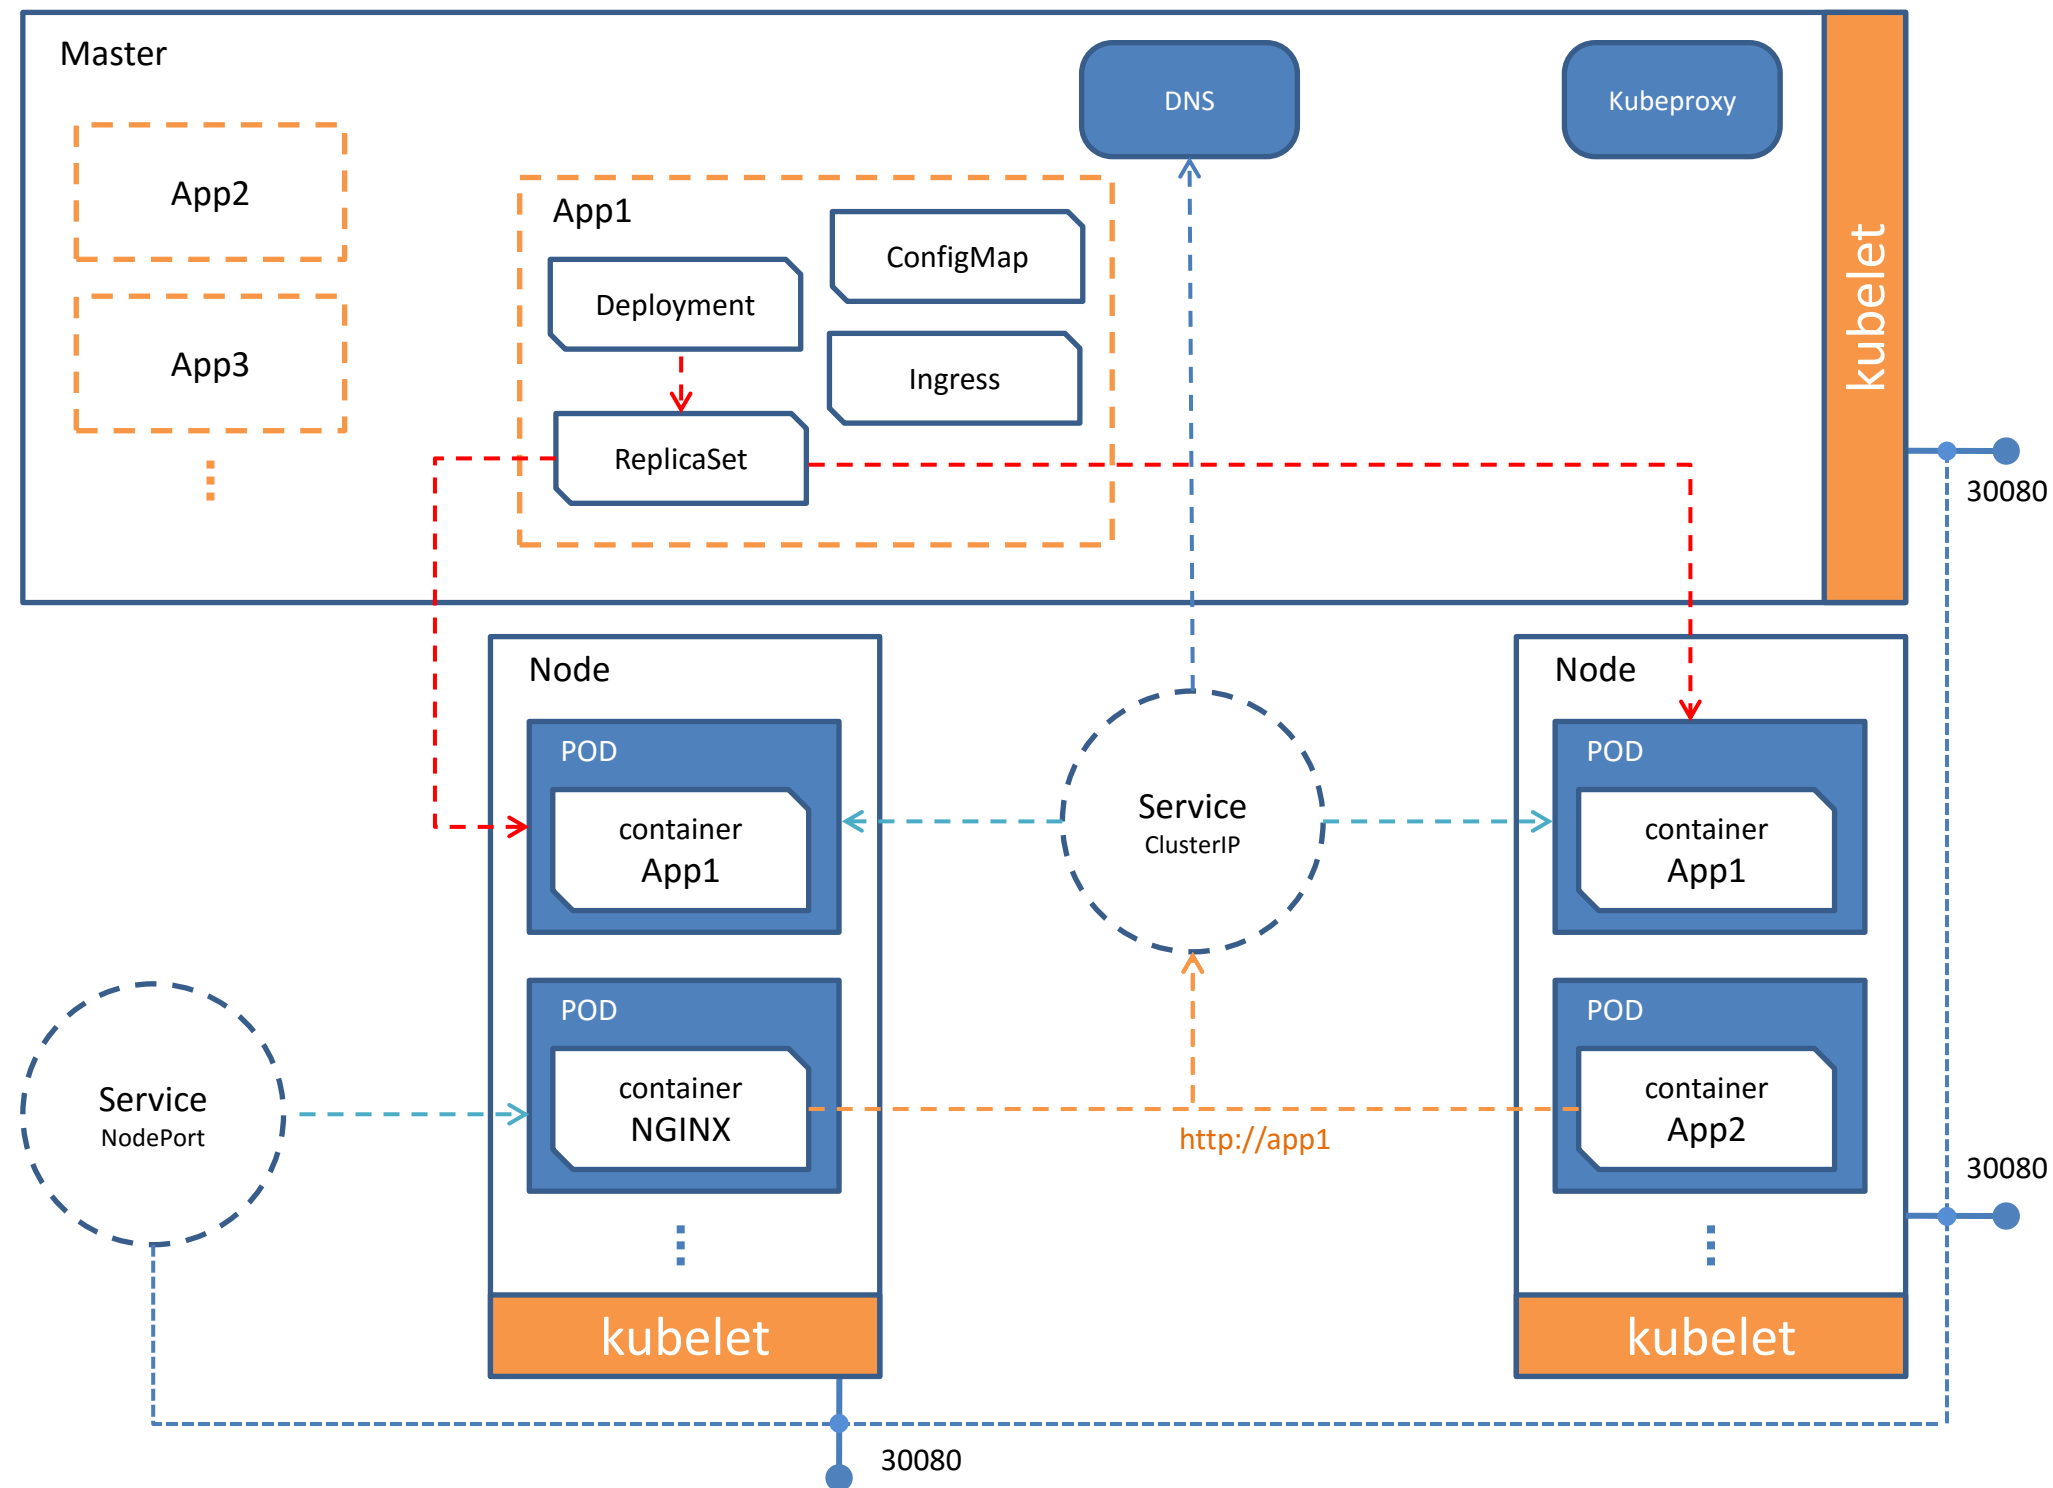 Master
DNS
Kubeproxy
kubelet
App2
App1
ConfigMap
Deployment
App3
Ingress
ReplicaSet
30080
Node
Node
POD
POD
container
App1
Service
ClusterIP
container
App1
POD
POD
Service
NodePort
container
NGINX
container
App2
http://app1
30080
kubelet
kubelet
30080